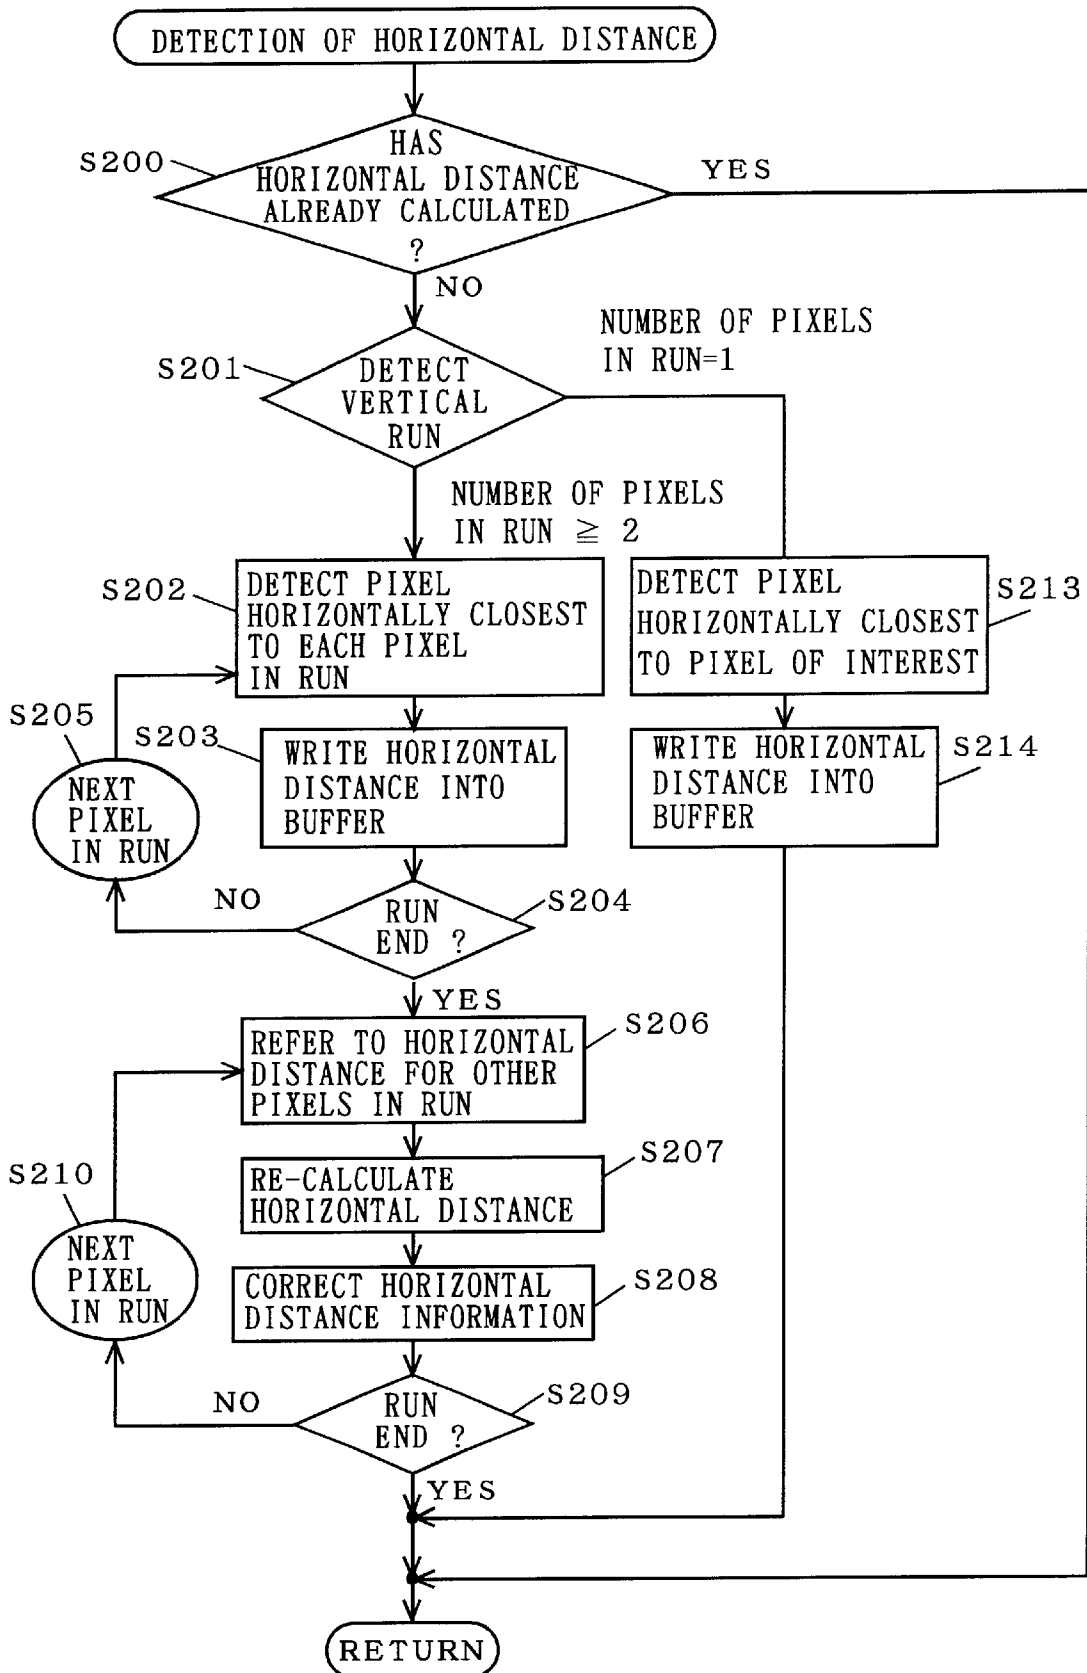 DETECTION OF HORIZONTAL DISTANCE
S200
HAS
HORIZONTAL DISTANCE
ALREADY CALCULATED
?
YES
NO
S201
DETECT
VERTICAL
RUN
NUMBER OF PIXELS
IN RUN=1
NUMBER OF PIXELS
IN RUN ≧ 2
S202
DETECT PIXEL
HORIZONTALLY CLOSEST
TO EACH PIXEL
IN RUN
DETECT PIXEL
HORIZONTALLY CLOSEST
TO PIXEL OF INTEREST
S213
S205
NEXT
PIXEL
IN RUN
S203
WRITE HORIZONTAL
DISTANCE INTO
BUFFER
WRITE HORIZONTAL
DISTANCE INTO
BUFFER
S214
NO
RUN
END ?
S204
YES
REFER TO HORIZONTAL
DISTANCE FOR OTHER
PIXELS IN RUN
S206
RE-CALCULATE
HORIZONTAL DISTANCE
S207
S210
NEXT
PIXEL
IN RUN
CORRECT HORIZONTAL
DISTANCE INFORMATION
S208
NO
RUN
END ?
S209
YES
RETURN